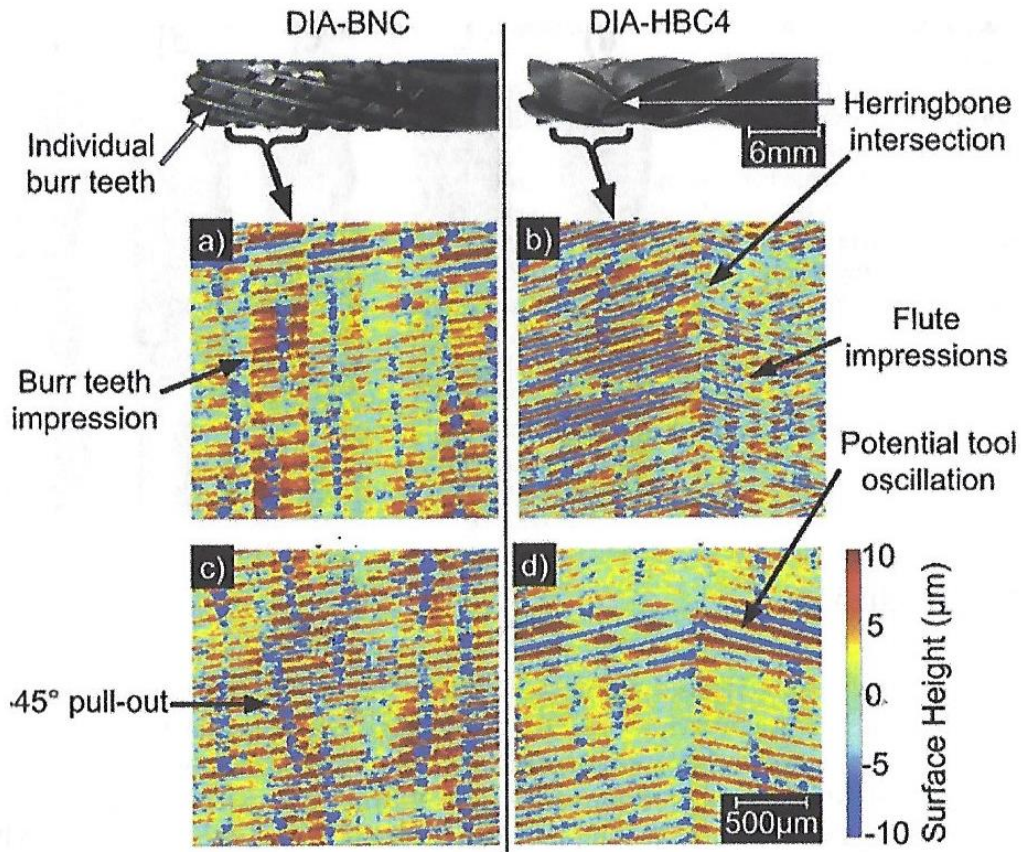 DIA-BNC
DIA-HBC4
Individual
burr teeth
Herringbone
intersection
6mm
a)
b)
Burr teeth
impression
Flute
impressions
Potential tool
oscillation
c)
d)
45° pull-out
10
5
0
-5
-10
Surface Height (µm)
500µm